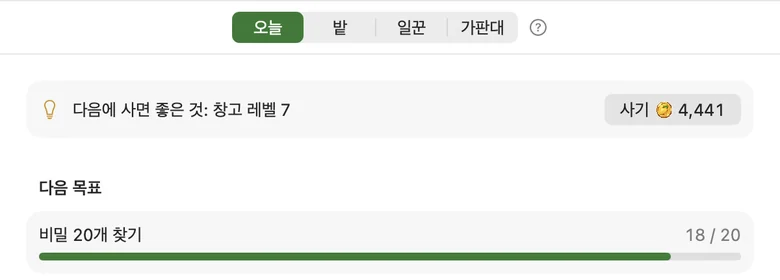 오늘 밭 일꾼 가판대 ?
다음에 사면 좋은 것: 창고 레벨 7 사기 4,441
다음 목표
비밀 20개 찾기 18 / 20